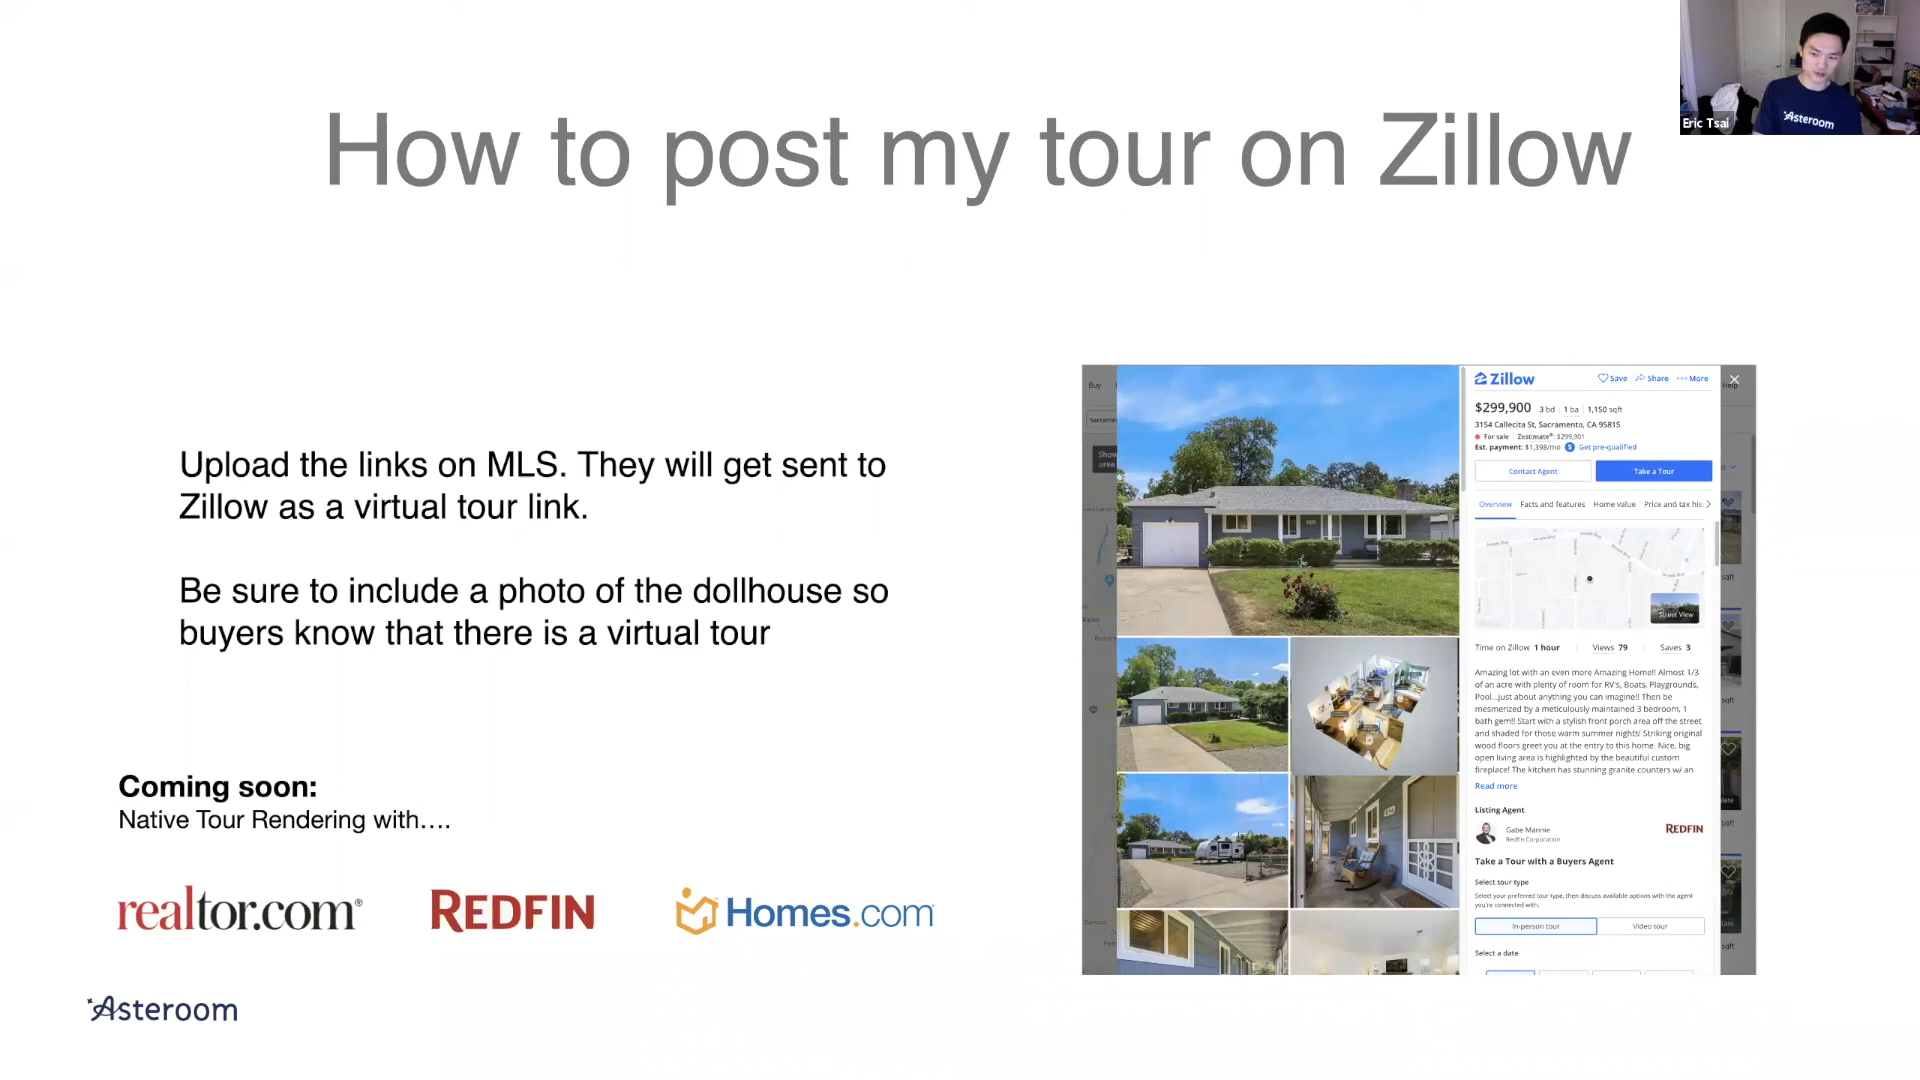 How to post my tour on Zillow
Eric Tsai
Asteroom
Upload the links on MLS. They will get sent to
Zillow as a virtual tour link.
Be sure to include a photo of the dollhouse so
buyers know that there is a virtual tour
Coming soon:
Native Tour Rendering with….
realtor.com®
REDFIN
Homes.com
Asteroom
Buy
Help
Zillow
Save
Share
More
$299,900 3 bd 1 ba 1,150 sqft
3154 Callecita St, Sacramento, CA 95815
For sale Zestimate®: $299,901
Est. payment: $1,398/mo $ Get pre-qualified
Contact Agent
Take a Tour
Overview Facts and features Home value Price and tax his
Street View
Time on Zillow 1 hour Views 79 Saves 3
Amazing lot with an even more Amazing Home!! Almost 1/3
of an acre with plenty of room for RV's, Boats, Playgrounds,
Pool...just about anything you can imagine!! Then be
mesmerized by a meticulously maintained 3 bedroom, 1
bath gem!! Start with a stylish front porch area off the street
and shaded for those warm summer nights! Striking original
wood floors greet you at the entry to this home. Nice, big
open living area is highlighted by the beautiful custom
fireplace! The kitchen has stunning granite counters w/ an
Read more
Listing Agent
Gabe Mannie
Redfin Corporation
REDFIN
Take a Tour with a Buyers Agent
Select tour type
Select your preferred tour type, then discuss available options with the agent
you're connected with.
In-person tour
Video tour
Select a date